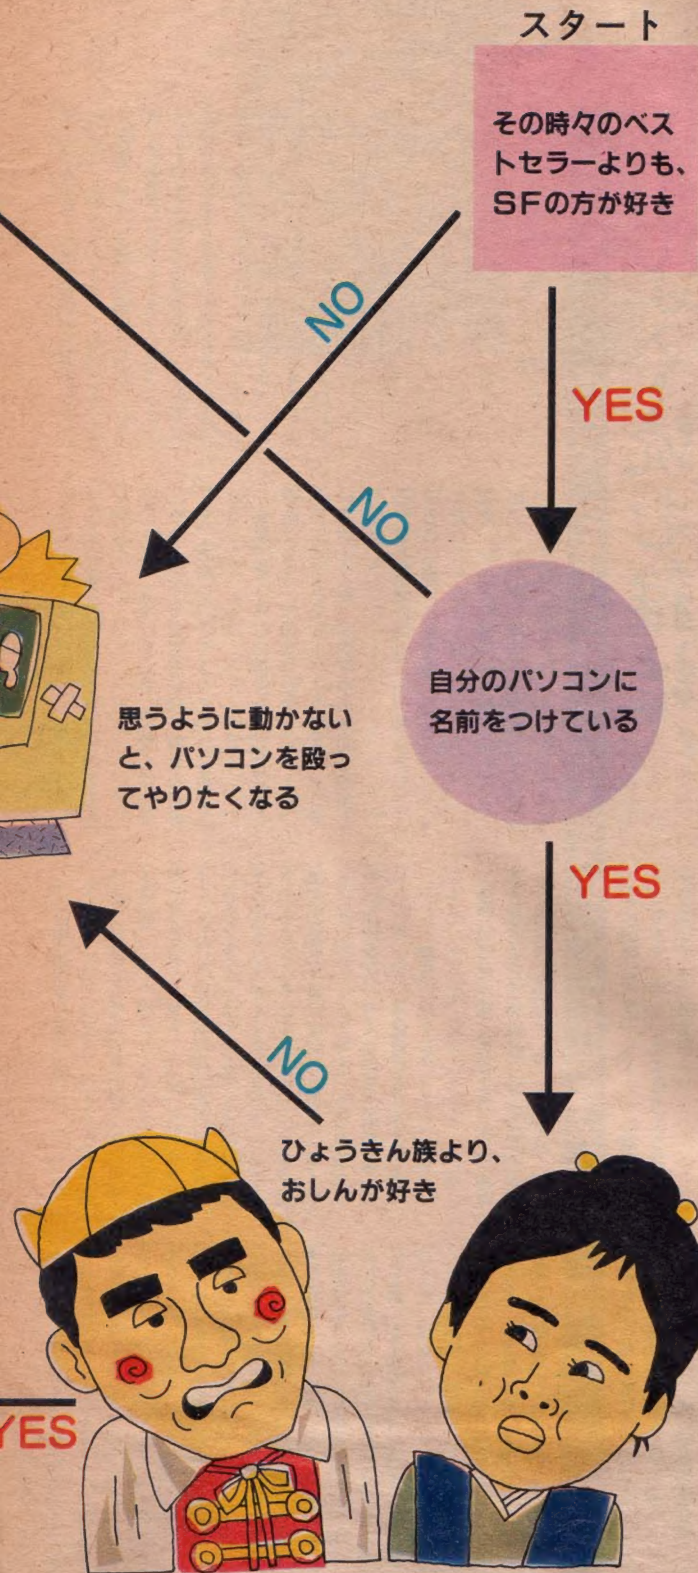 スタート
その時々のベス
トセラーよりも、
SFの方が好き
NO
YES
NO
自分のパソコンに
名前をつけている
思うように動かない
と、パソコンを殴っ
てやりたくなる
YES
NO
ひょうきん族より、
おしんが好き
YES